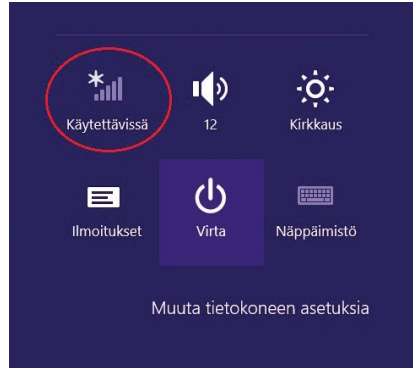 Käytettävissä 12 Kirkkaus
Ilmoitukset Virta Näppäimistö
Muuta tietokoneen asetuksia